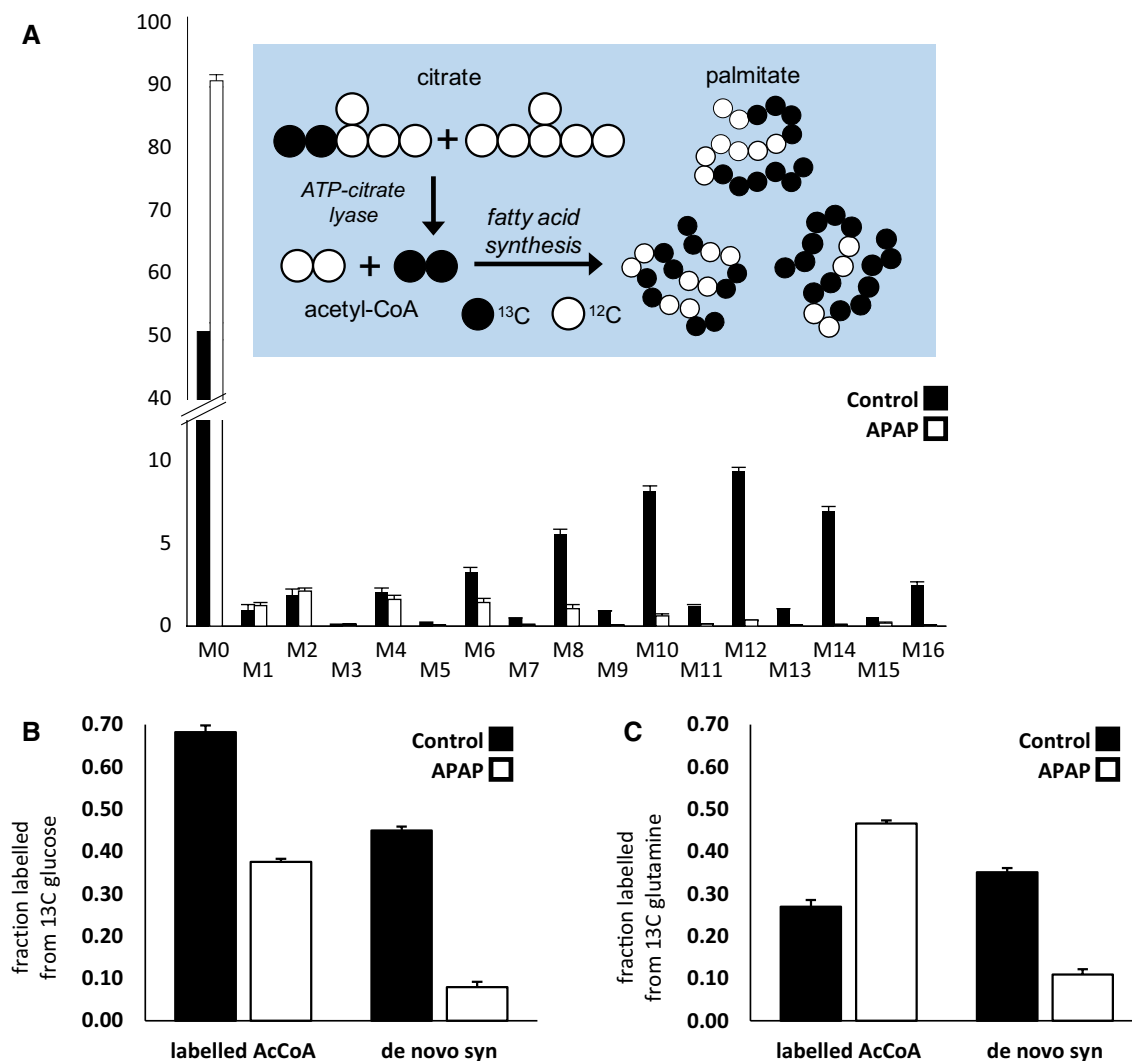 A
100
90
80
70
60
50
40
10
5
0
citrate
palmitate
+
ATP-citrate
lyase
fatty acid
synthesis
+
acetyl-CoA
13C
12C
Control
APAP
M0 M2 M4 M6 M8 M10 M12 M14 M16
M1 M3 M5 M7 M9 M11 M13 M15
B
fraction labelled
from 13C glucose
0.70
0.60
0.50
0.40
0.30
0.20
0.10
0.00
Control
APAP
labelled AcCoA de novo syn
C
fraction labelled
from 13C glutamine
0.70
0.60
0.50
0.40
0.30
0.20
0.10
0.00
Control
APAP
labelled AcCoA de novo syn